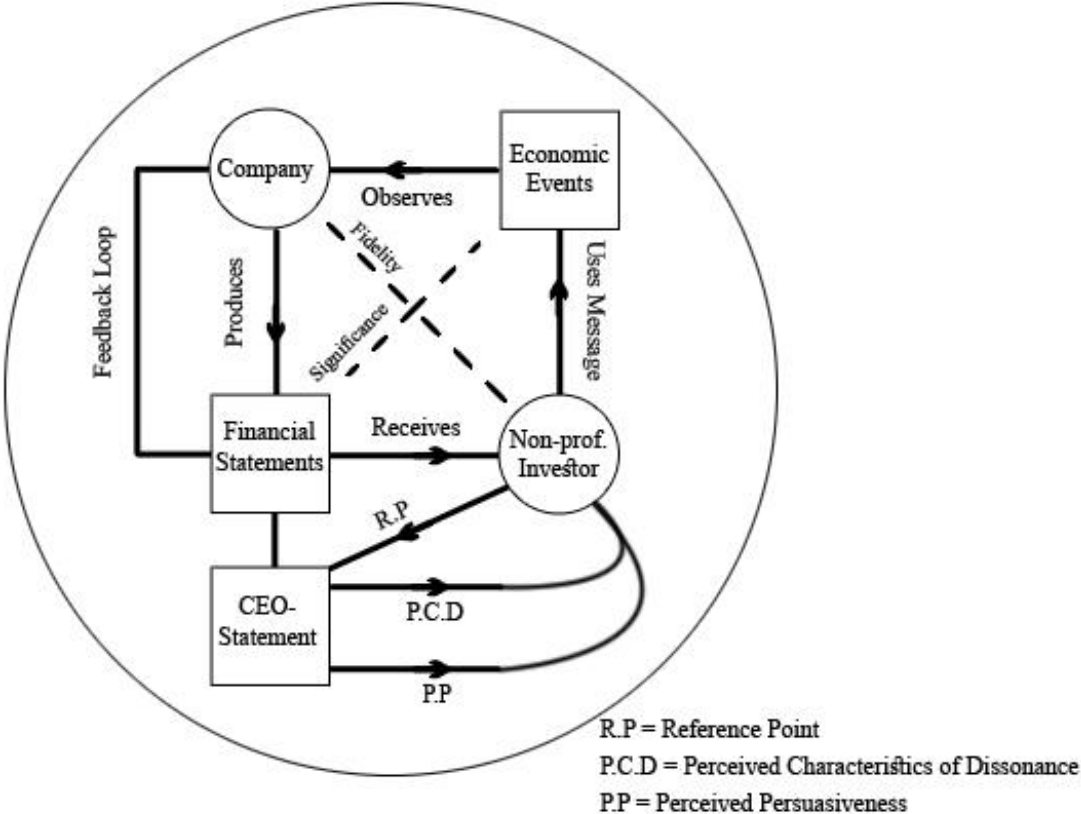 Company
Economic
Events
Observes
Fidelity
Feedback Loop
Produces
Significance
Uses Message
Financial
Statements
Receives
Non-prof.
Investor
R.P
CEO-
Statement
P.C.D
P.P
R.P = Reference Point
P.C.D = Perceived Characteristics of Dissonance
P.P = Perceived Persuasiveness